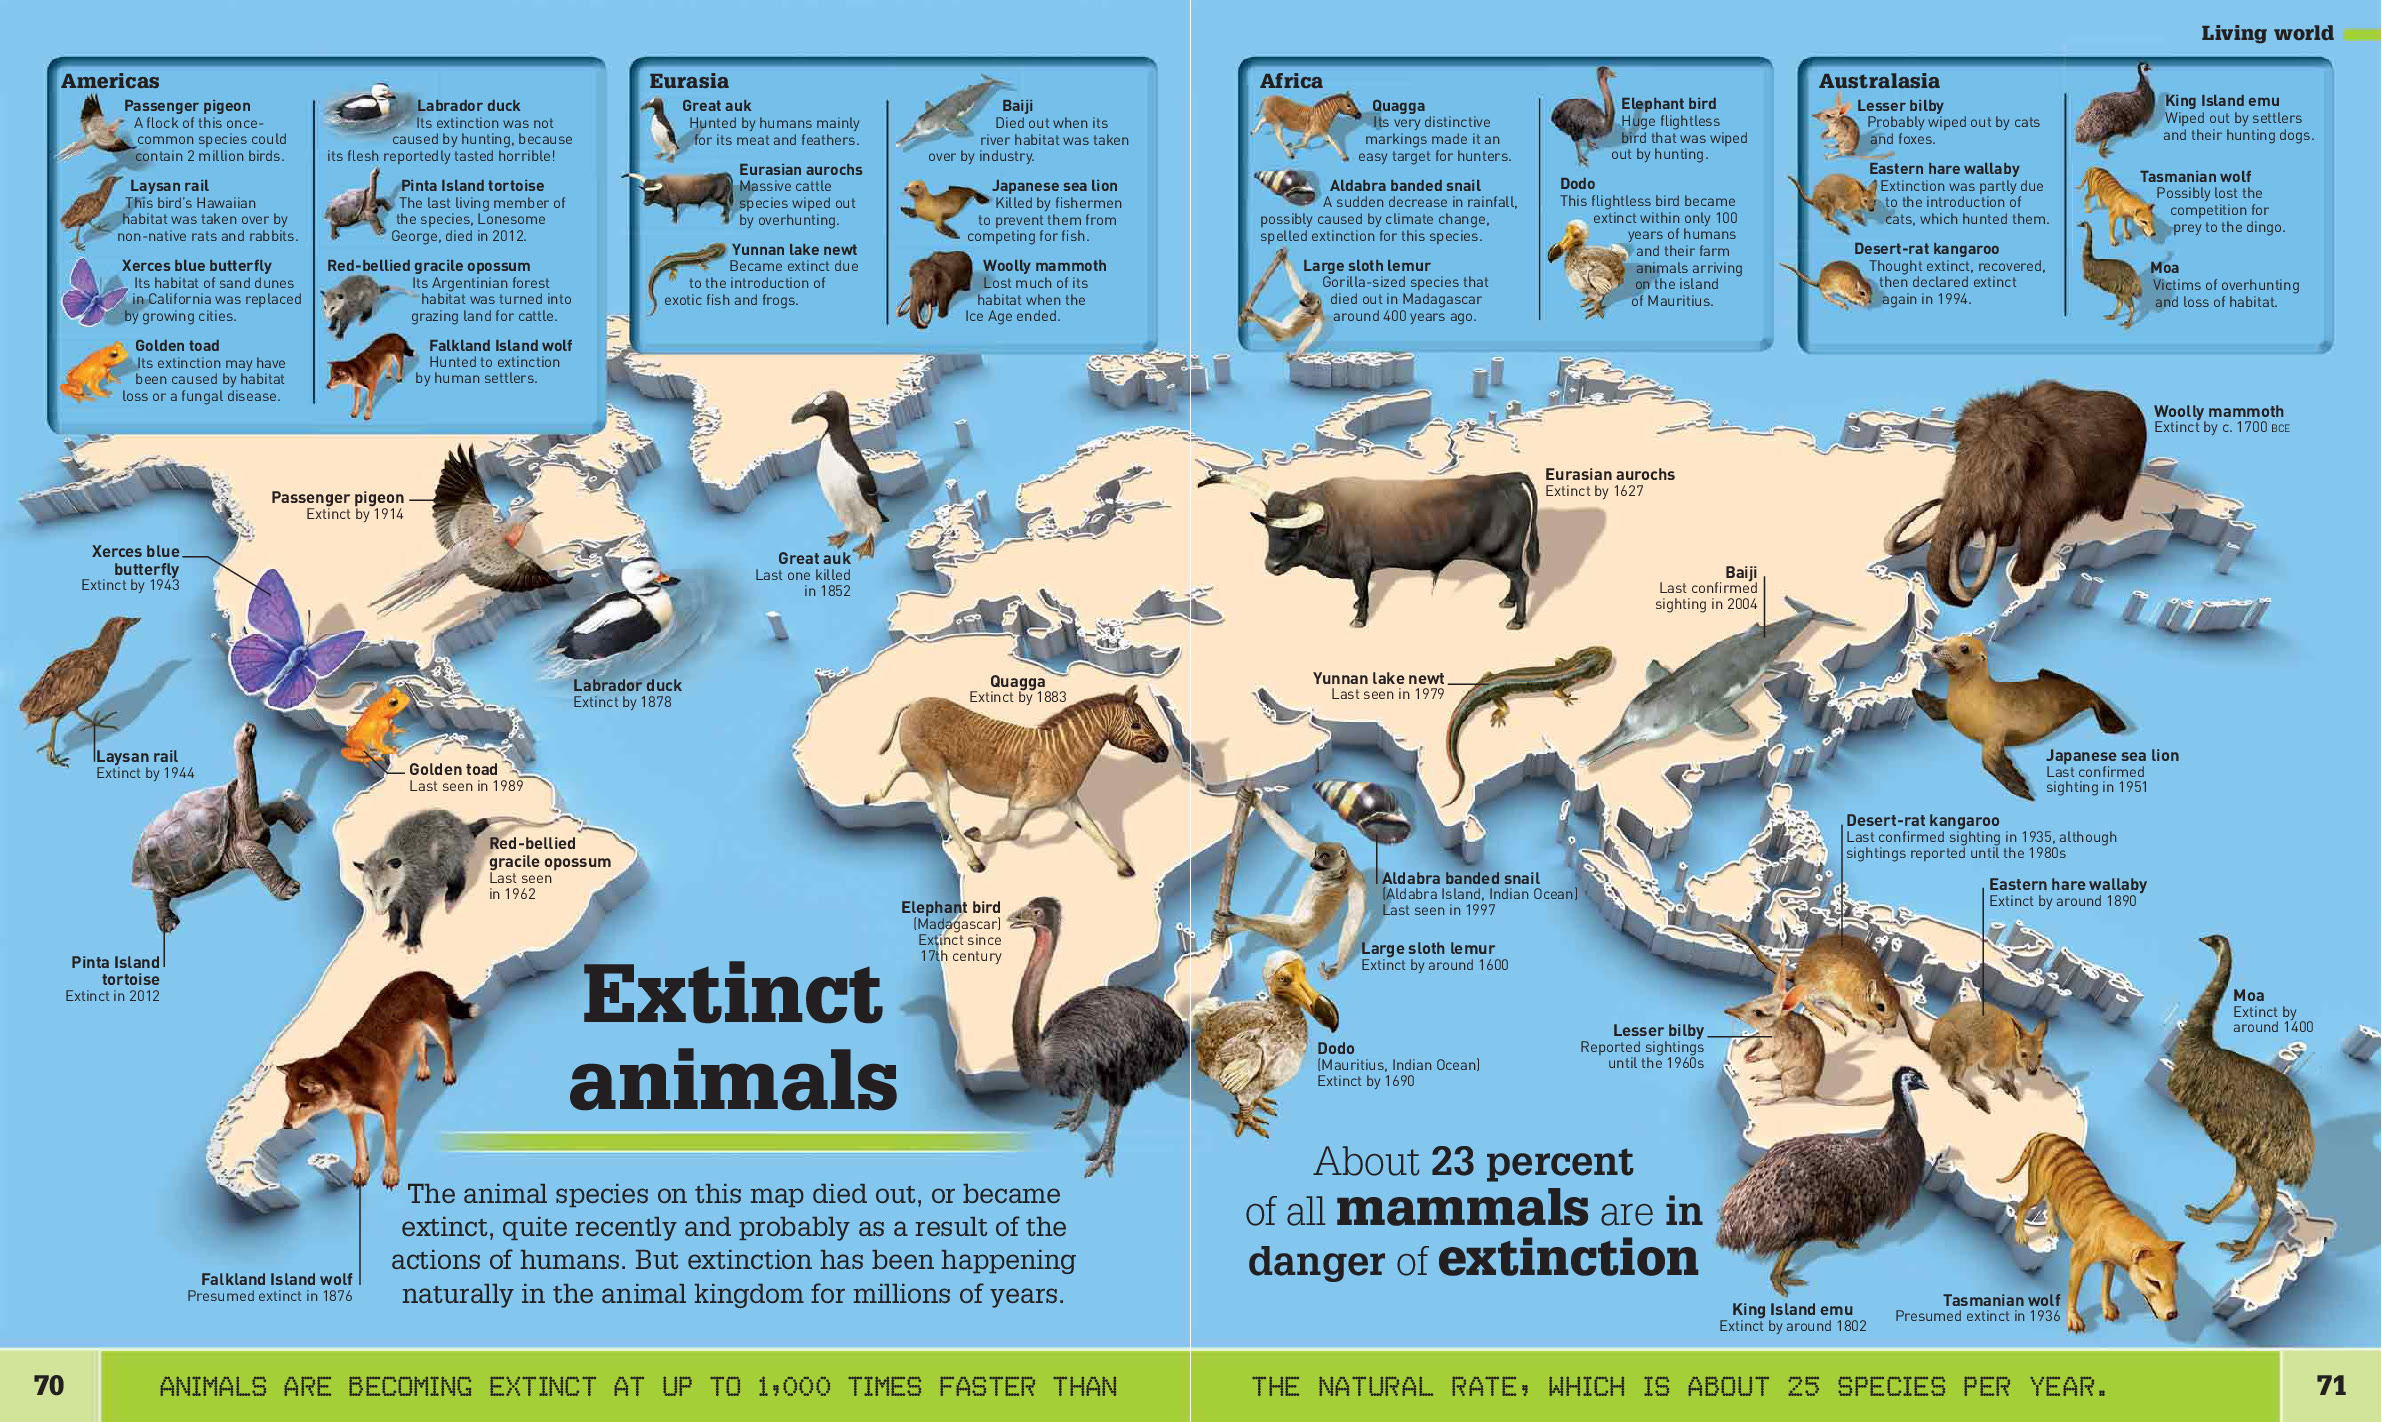 Living world
Americas
Passenger pigeon
A flock of this once-
common species could
contain 2 million birds.
Laysan rail
This bird's Hawaiian
habitat was taken over by
non-native rats and rabbits.
Xerces blue butterfly
Its habitat of sand dunes
in California was replaced
by growing cities.
Golden toad
Its extinction may have
been caused by habitat
loss or a fungal disease.
Labrador duck
Its extinction was not
caused by hunting, because
its flesh reportedly tasted horrible!
Pinta Island tortoise
The last living member of
the species, Lonesome
George, died in 2012.
Red-bellied gracile opossum
Its Argentinian forest
habitat was turned into
grazing land for cattle.
Falkland Island wolf
Hunted to extinction
by human settlers.
Eurasia
Great auk
Hunted by humans mainly
for its meat and feathers.
Eurasian aurochs
Massive cattle
species wiped out
by overhunting.
Yunnan lake newt
Became extinct due
to the introduction of
exotic fish and frogs.
Baiji
Died out when its
river habitat was taken
over by industry.
Japanese sea lion
Killed by fishermen
to prevent them from
competing for fish.
Woolly mammoth
Lost much of its
habitat when the
Ice Age ended.
Africa
Quagga
Its very distinctive
markings made it an
easy target for hunters.
Aldabra banded snail
A sudden decrease in rainfall,
possibly caused by climate change,
spelled extinction for this species.
Large sloth lemur
Gorilla-sized species that
died out in Madagascar
around 400 years ago.
Elephant bird
Huge flightless
bird that was wiped
out by hunting.
Dodo
This flightless bird became
extinct within only 100
years of humans
and their farm
animals arriving
on the island
of Mauritius.
Australasia
Lesser bilby
Probably wiped out by cats
and foxes.
Eastern hare wallaby
Extinction was partly due
to the introduction of
cats, which hunted them.
Desert-rat kangaroo
Thought extinct, recovered,
then declared extinct
again in 1994.
King Island emu
Wiped out by settlers
and their hunting dogs.
Tasmanian wolf
Possibly lost the
competition for
prey to the dingo.
Moa
Victims of overhunting
and loss of habitat.
Passenger pigeon
Extinct by 1914
Xerces blue
butterfly
Extinct by 1943
Laysan rail
Extinct by 1944
Labrador duck
Extinct by 1878
Great auk
Last one killed
in 1852
Golden toad
Last seen in 1989
Red-bellied
gracile opossum
Last seen
in 1962
Pinta Island
tortoise
Extinct in 2012
Falkland Island wolf
Presumed extinct in 1876
Quagga
Extinct by 1883
Elephant bird
(Madagascar)
Extinct since
17th century
Extinct
animals
The animal species on this map died out, or became
extinct, quite recently and probably as a result of the
actions of humans. But extinction has been happening
naturally in the animal kingdom for millions of years.
Woolly mammoth
Extinct by c. 1700 BCE
Eurasian aurochs
Extinct by 1627
Baiji
Last confirmed
sighting in 2004
Yunnan lake newt
Last seen in 1979
Japanese sea lion
Last confirmed
sighting in 1951
Aldabra banded snail
(Aldabra Island, Indian Ocean)
Last seen in 1997
Large sloth lemur
Extinct by around 1600
Dodo
(Mauritius, Indian Ocean)
Extinct by 1690
Desert-rat kangaroo
Last confirmed sighting in 1935, although
sightings reported until the 1980s
Eastern hare wallaby
Extinct by around 1890
Lesser bilby
Reported sightings
until the 1960s
Moa
Extinct by
around 1400
King Island emu
Extinct by around 1802
Tasmanian wolf
Presumed extinct in 1936
About 23 percent
of all mammals are in
danger of extinction
70
ANIMALS ARE BECOMING EXTINCT AT UP TO 1,000 TIMES FASTER THAN THE NATURAL RATE, WHICH IS ABOUT 25 SPECIES PER YEAR.
71